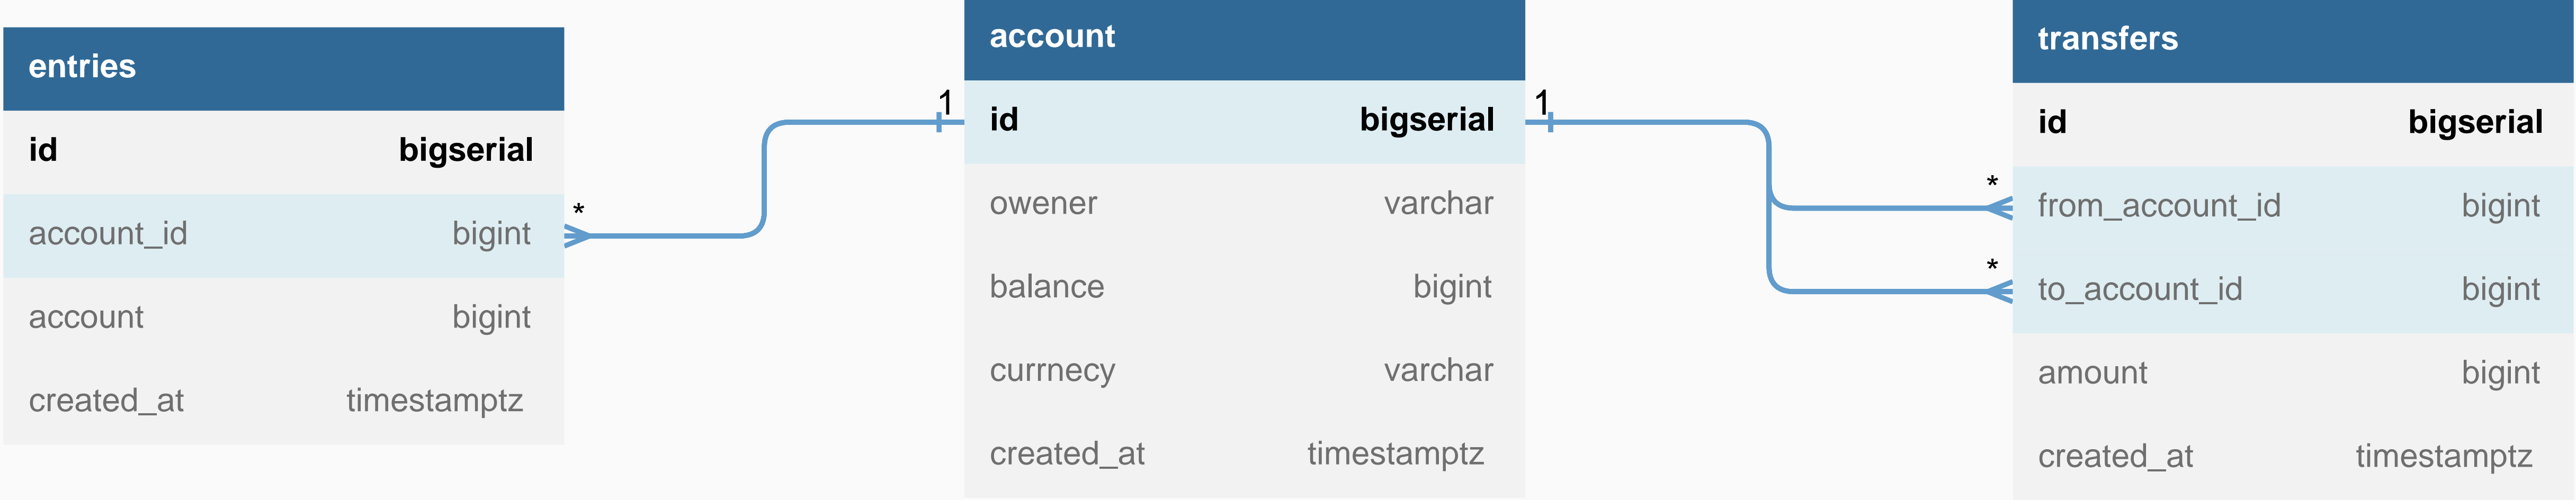 entries
id bigserial
account_id bigint
account bigint
created_at timestamptz
*
1
account
id bigserial
owener varchar
balance bigint
currnecy varchar
created_at timestamptz
1
*
*
transfers
id bigserial
from_account_id bigint
to_account_id bigint
amount bigint
created_at timestamptz